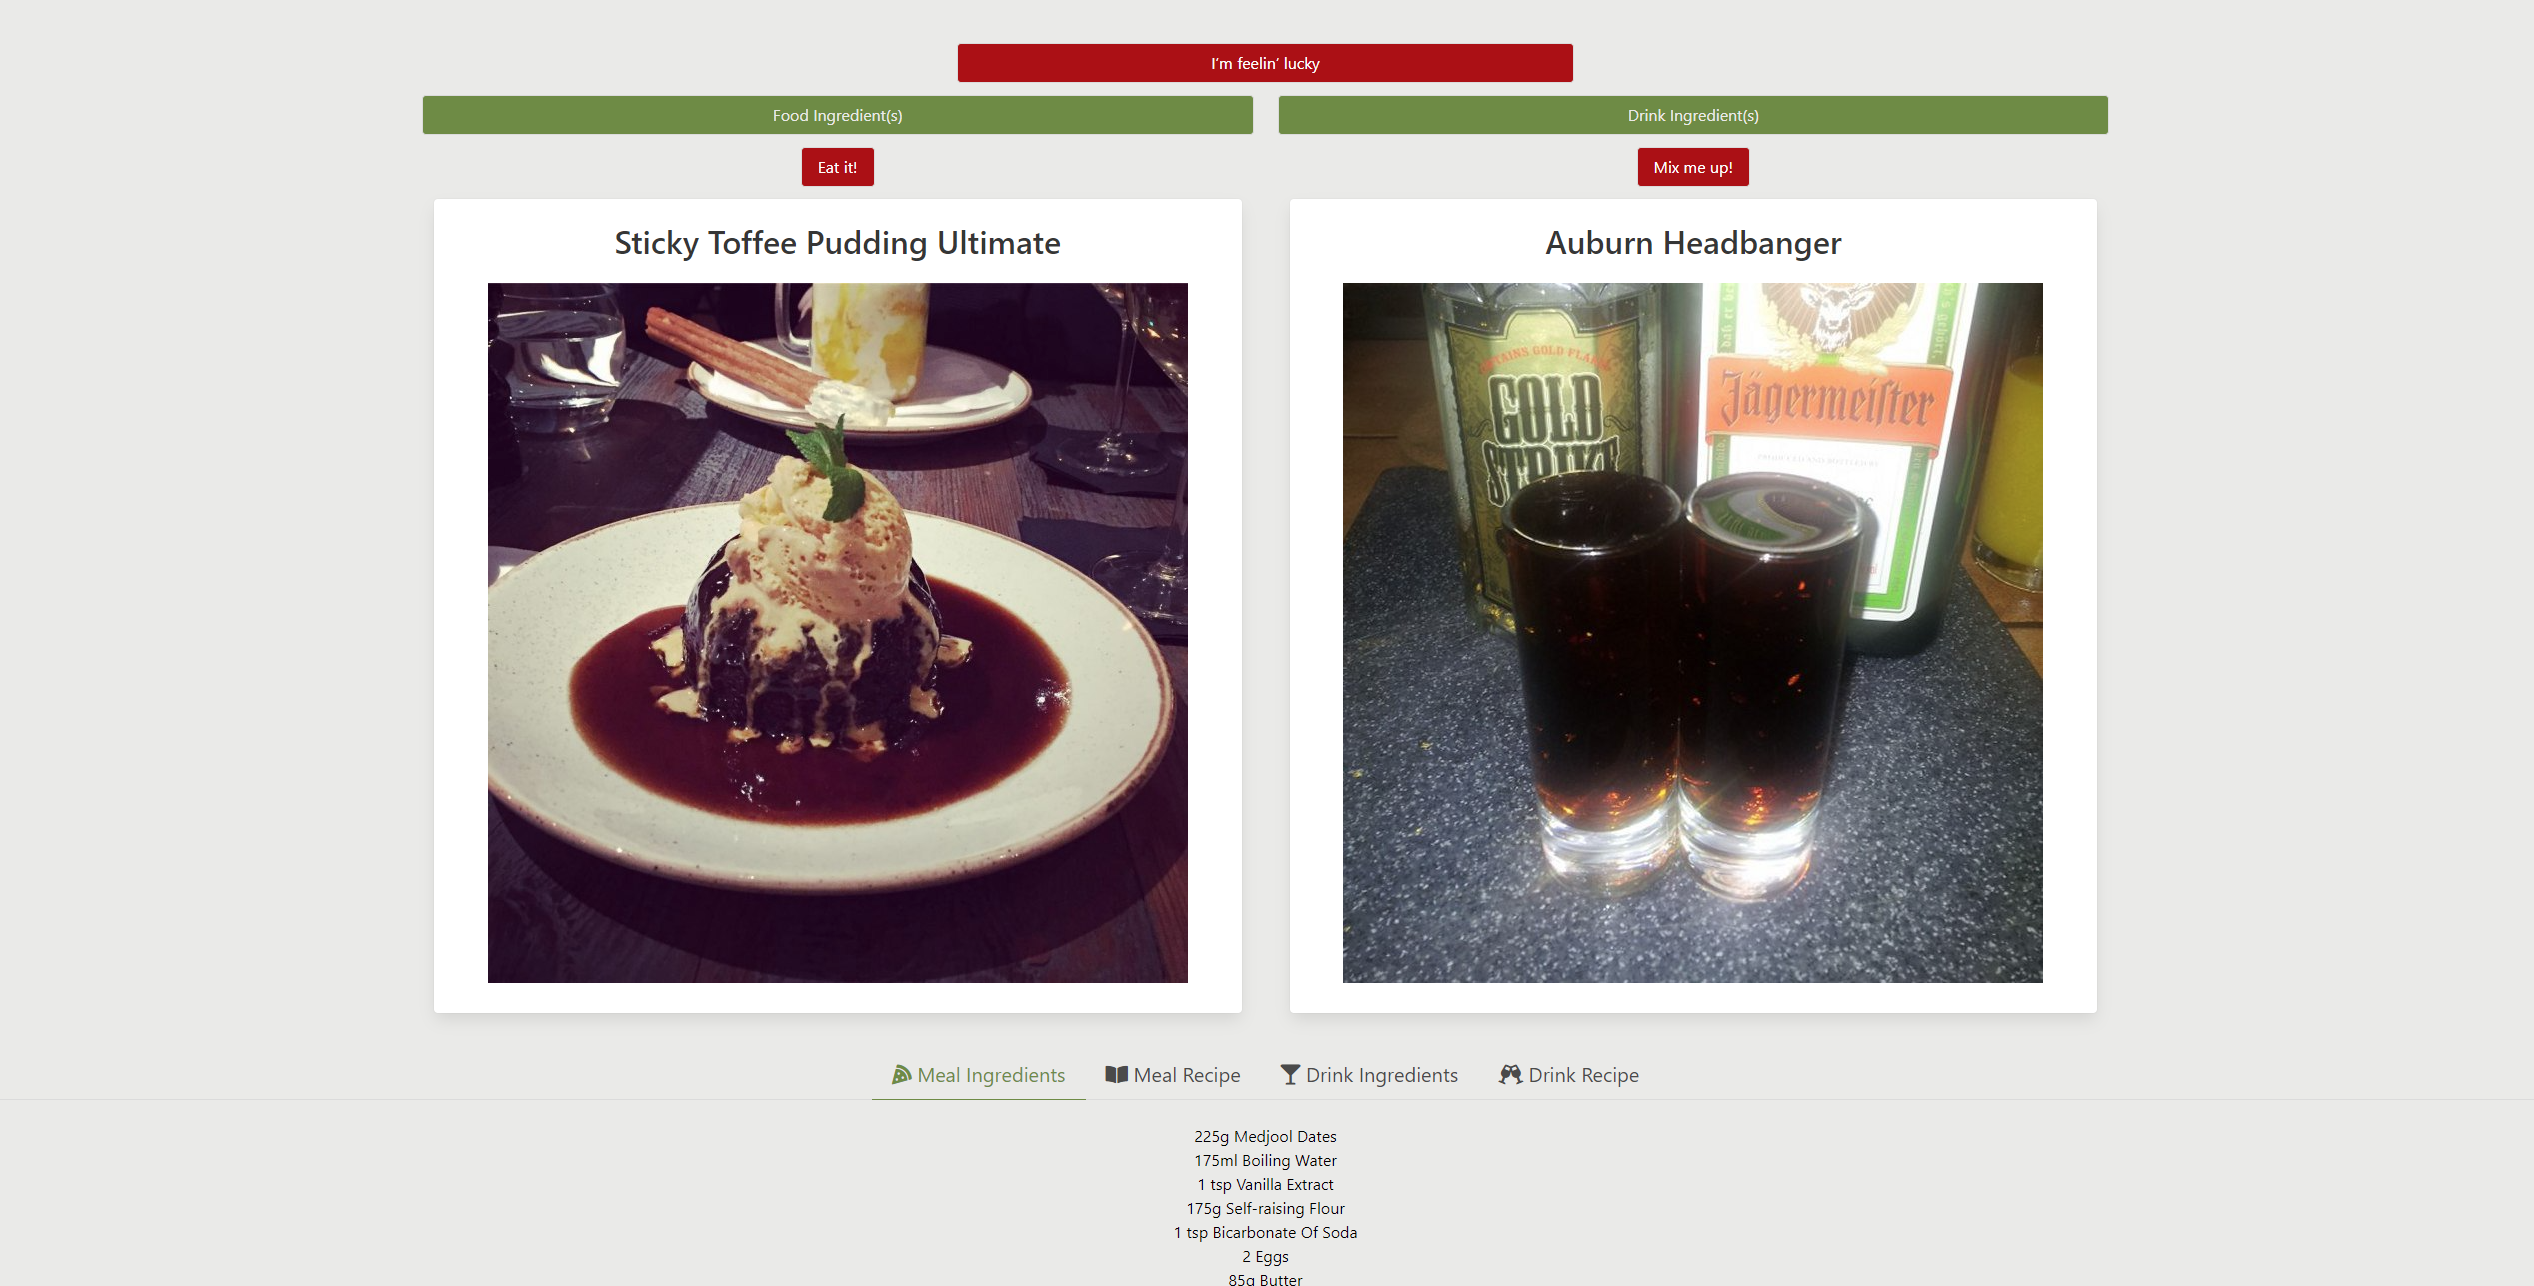 I'm feelin' lucky
Food Ingredient(s)
Drink Ingredient(s)
Eat it!
Mix me up!
Sticky Toffee Pudding Ultimate
Auburn Headbanger
GOLD
STRIKE
Jägermeister
Meal Ingredients
Meal Recipe
Drink Ingredients
Drink Recipe
225g Medjool Dates
175ml Boiling Water
1 tsp Vanilla Extract
175g Self-raising Flour
1 tsp Bicarbonate Of Soda
2 Eggs
85g Butter